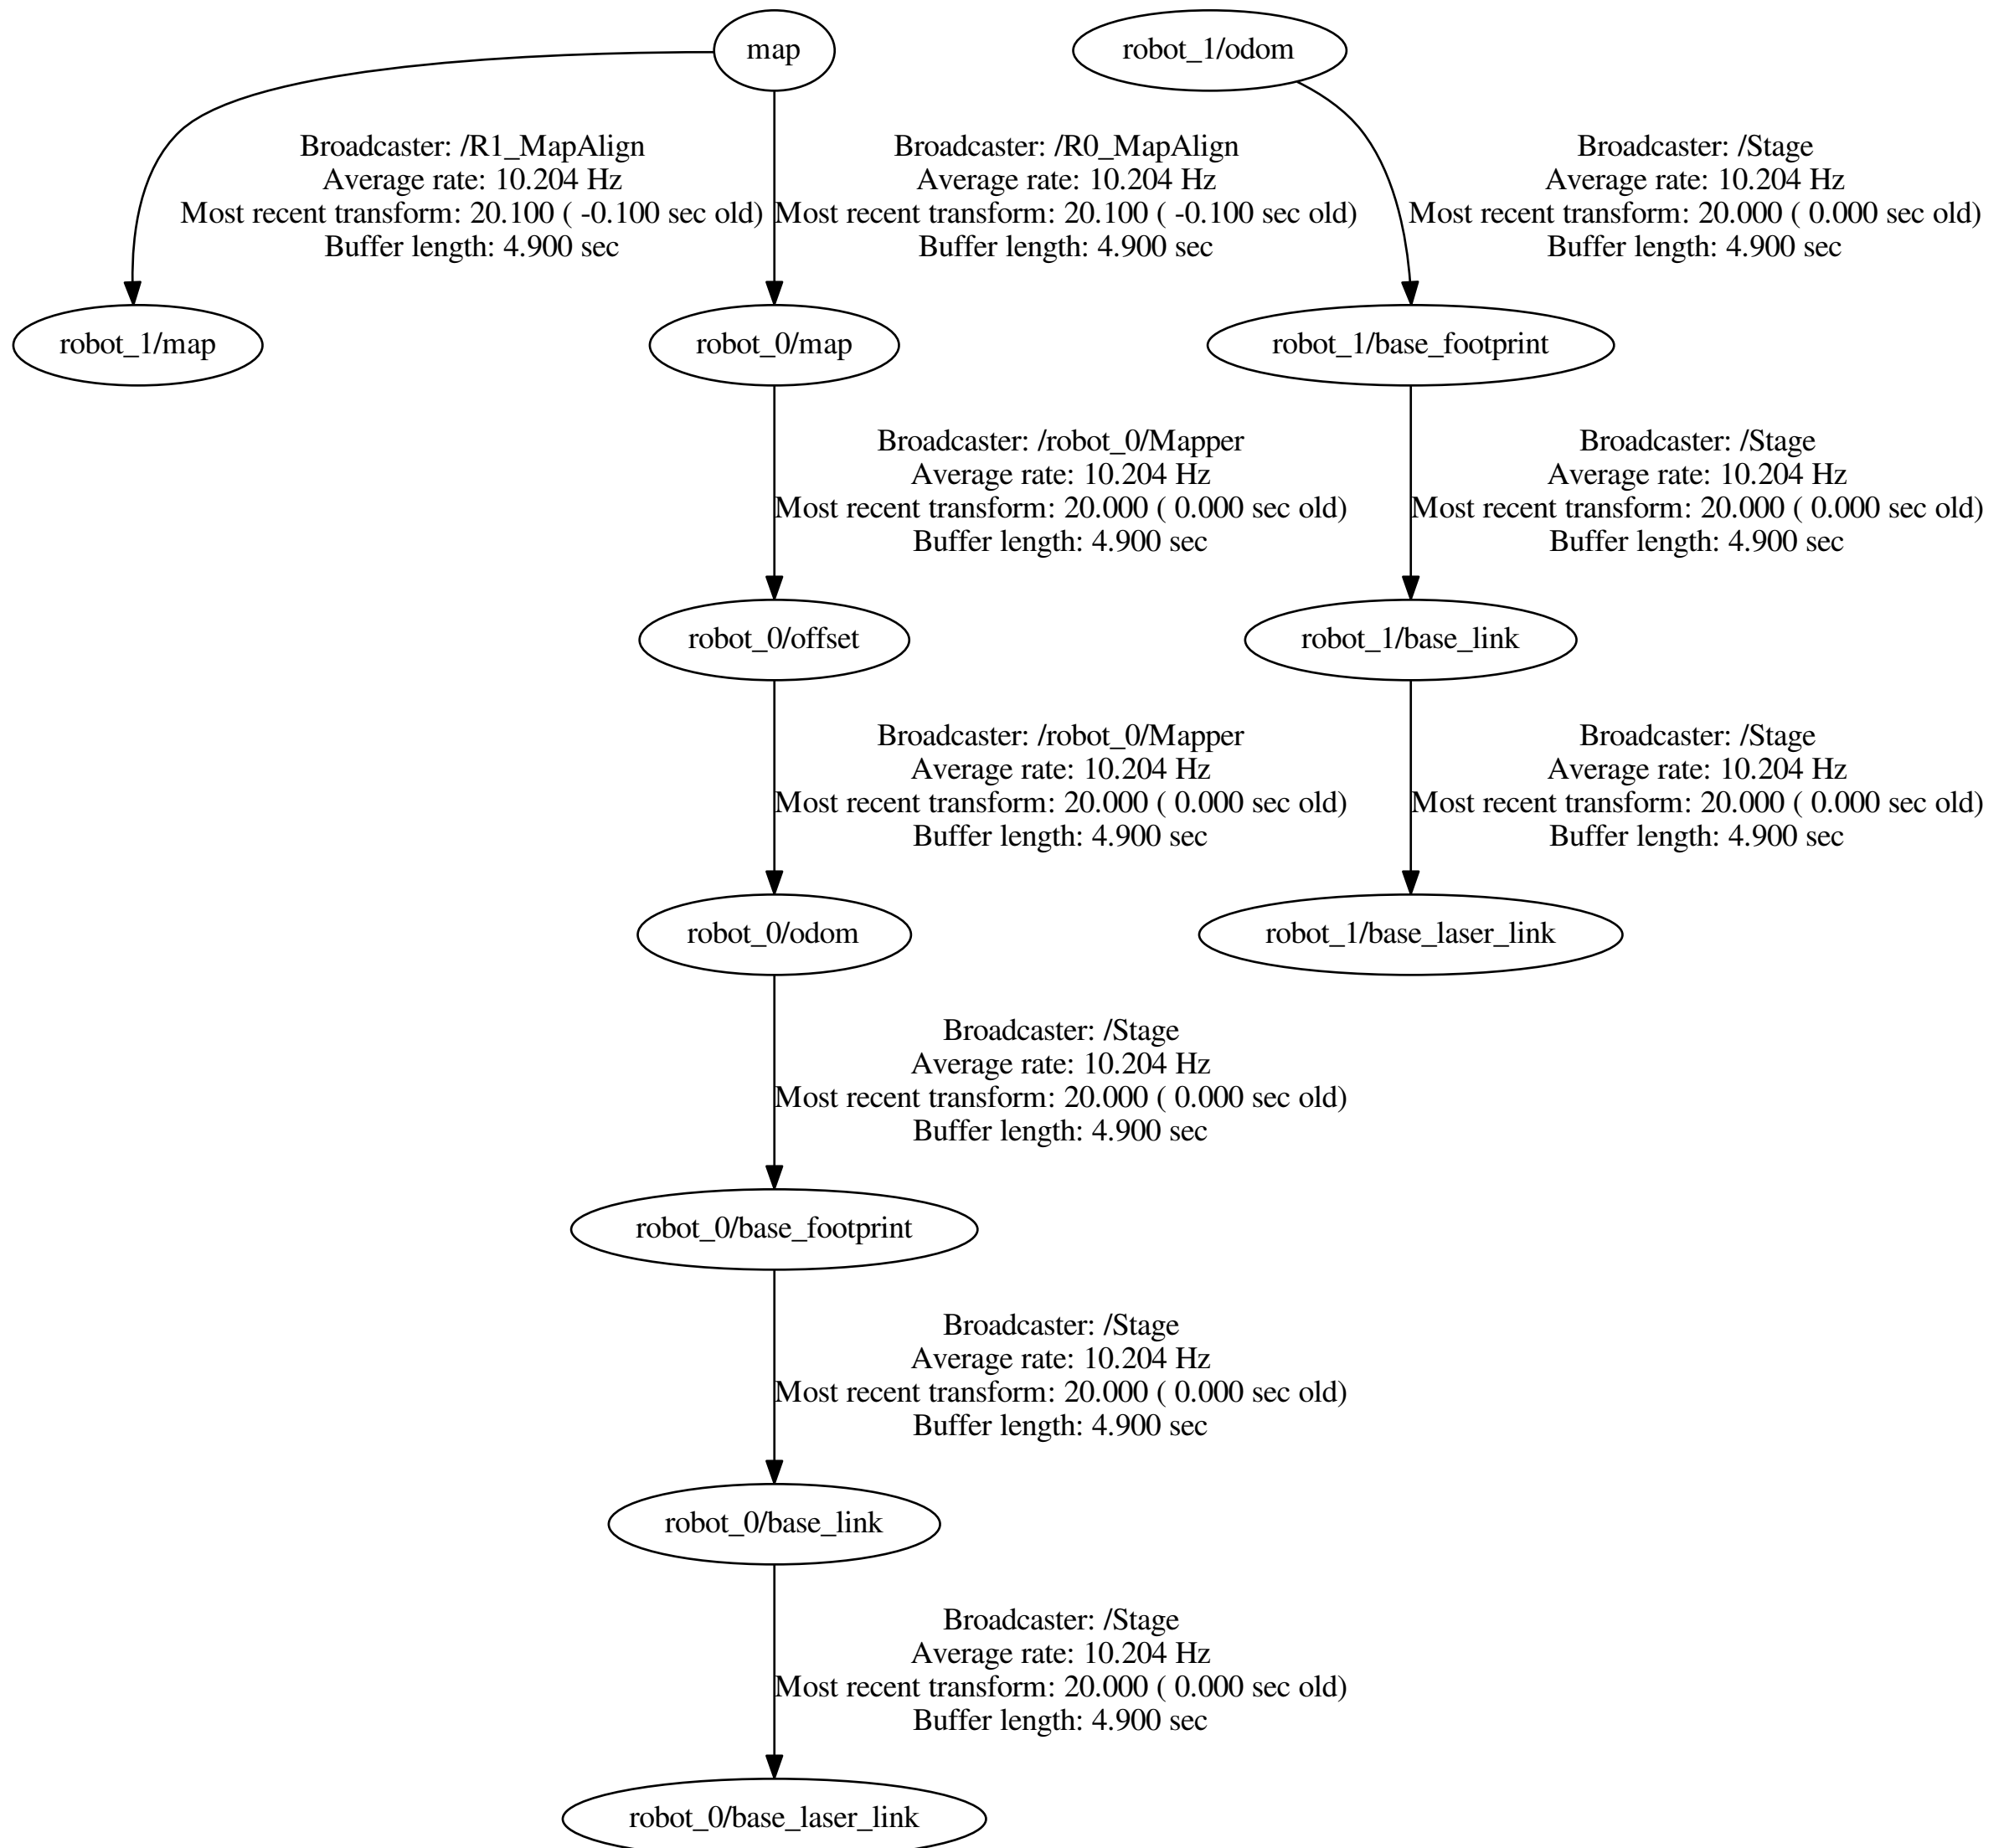 map
robot_1/odom
Broadcaster: /R1_MapAlign
Average rate: 10.204 Hz
Most recent transform: 20.100 ( -0.100 sec old)
Buffer length: 4.900 sec
Broadcaster: /R0_MapAlign
Average rate: 10.204 Hz
Most recent transform: 20.100 ( -0.100 sec old)
Buffer length: 4.900 sec
Broadcaster: /Stage
Average rate: 10.204 Hz
Most recent transform: 20.000 ( 0.000 sec old)
Buffer length: 4.900 sec
robot_1/map
robot_0/map
robot_1/base_footprint
Broadcaster: /robot_0/Mapper
Average rate: 10.204 Hz
Most recent transform: 20.000 ( 0.000 sec old)
Buffer length: 4.900 sec
Broadcaster: /Stage
Average rate: 10.204 Hz
Most recent transform: 20.000 ( 0.000 sec old)
Buffer length: 4.900 sec
robot_0/offset
robot_1/base_link
Broadcaster: /robot_0/Mapper
Average rate: 10.204 Hz
Most recent transform: 20.000 ( 0.000 sec old)
Buffer length: 4.900 sec
Broadcaster: /Stage
Average rate: 10.204 Hz
Most recent transform: 20.000 ( 0.000 sec old)
Buffer length: 4.900 sec
robot_0/odom
robot_1/base_laser_link
Broadcaster: /Stage
Average rate: 10.204 Hz
Most recent transform: 20.000 ( 0.000 sec old)
Buffer length: 4.900 sec
robot_0/base_footprint
Broadcaster: /Stage
Average rate: 10.204 Hz
Most recent transform: 20.000 ( 0.000 sec old)
Buffer length: 4.900 sec
robot_0/base_link
Broadcaster: /Stage
Average rate: 10.204 Hz
Most recent transform: 20.000 ( 0.000 sec old)
Buffer length: 4.900 sec
robot_0/base_laser_link